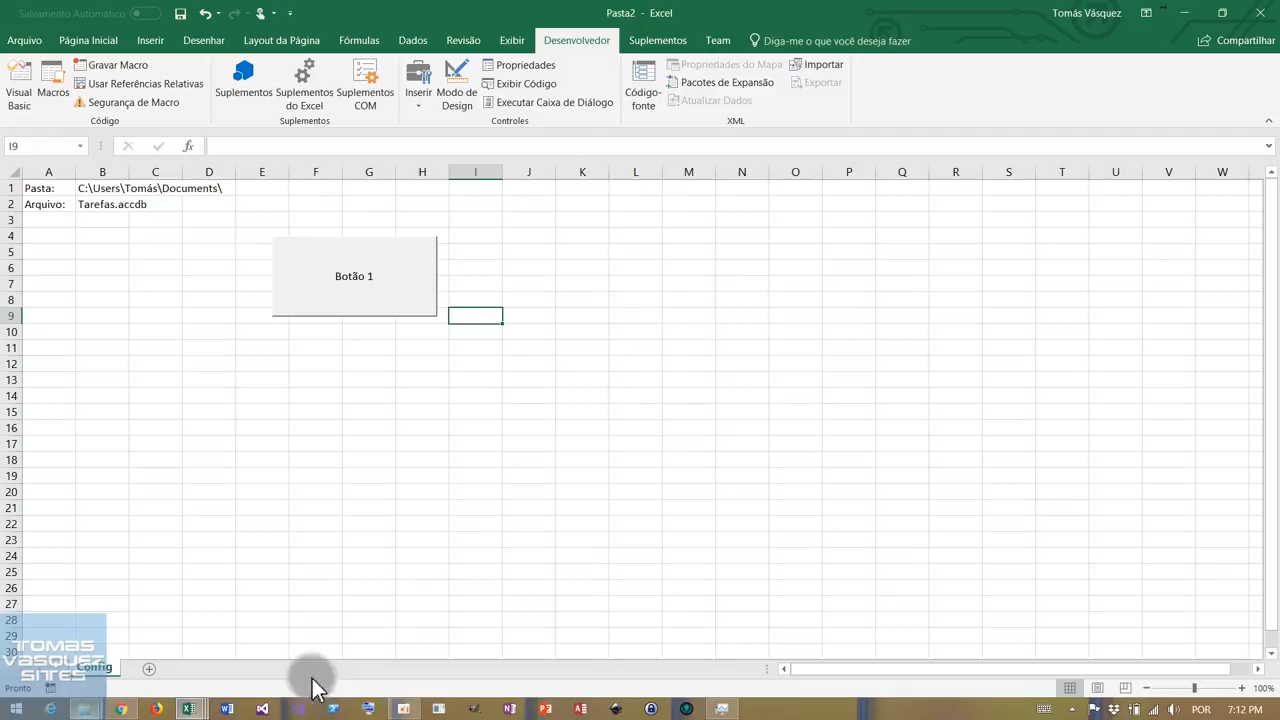 Salvamento Automático
Pasta2 - Excel
Tomás Vásquez
Arquivo
Página Inicial
Inserir
Desenhar
Layout da Página
Fórmulas
Dados
Revisão
Exibir
Desenvolvedor
Suplementos
Team
Diga-me o que você deseja fazer
Compartilhar
Visual
Basic
Macros
Gravar Macro
Usar Referências Relativas
Segurança de Macro
Código
Suplementos
Suplementos
do Excel
Suplementos
COM
Suplementos
Inserir
Modo de
Design
Propriedades
Exibir Código
Executar Caixa de Diálogo
Controles
Código-
fonte
Propriedades do Mapa
Pacotes de Expansão
Atualizar Dados
Importar
Exportar
XML
I9
fx
A B C D E F G H I J K L M N O P Q R S T U V W
1 Pasta: C:\Users\Tomás\Documents\
2 Arquivo: Tarefas.accdb
3
4
5
6
7
Botão 1
8
9
10
11
12
13
14
15
16
17
18
19
20
21
22
23
24
25
26
27
28
29
30
TOMAS
VASQUEZ
SITES
Config
Pronto
100%
POR
7:12 PM